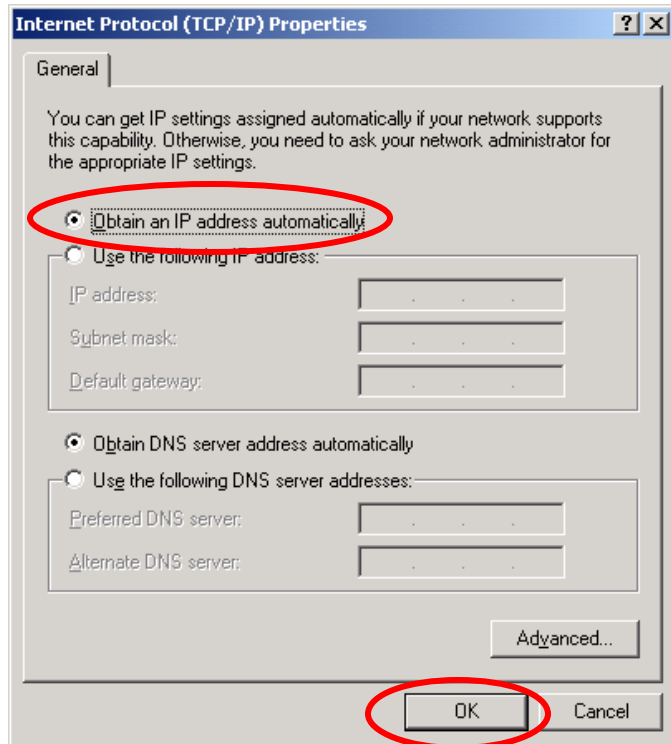 Internet Protocol (TCP/IP) Properties
General
You can get IP settings assigned automatically if your network supports
this capability. Otherwise, you need to ask your network administrator for
the appropriate IP settings.
Obtain an IP address automatically
Use the following IP address:
IP address:
Subnet mask:
Default gateway:
Obtain DNS server address automatically
Use the following DNS server addresses:
Preferred DNS server:
Alternate DNS server:
Advanced...
OK Cancel